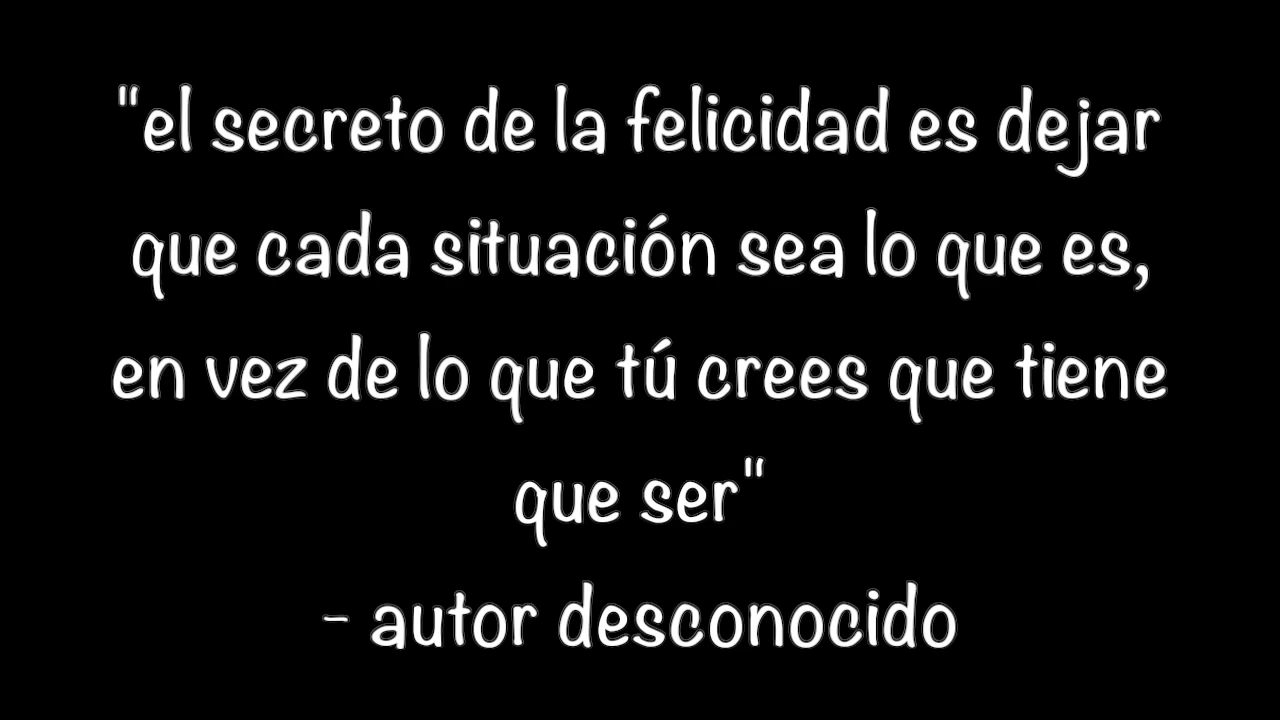 "el secreto de la felicidad es dejar
que cada situación sea lo que es,
en vez de lo que tú crees que tiene
que ser"
- autor desconocido